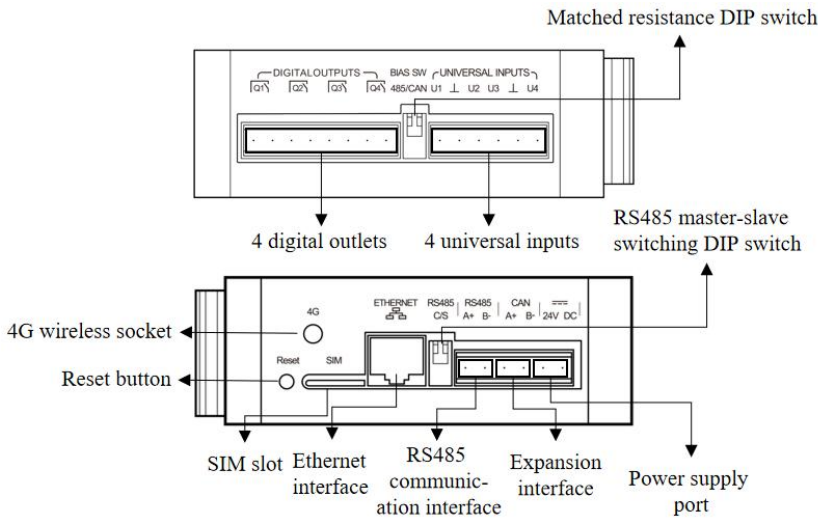 Matched resistance DIP switch
DIGITAL OUTPUTS BIAS SW UNIVERSAL INPUTS
Q1 Q2 Q3 Q4 485/CAN U1 ⊥ U2 U3 ⊥ U4
4 digital outlets
4 universal inputs
RS485 master-slave
switching DIP switch
4G wireless socket
4G
ETHERNET RS485 RS485 CAN
C/S A+ B- A+ B- 24V DC
Reset button
Reset SIM
SIM slot
Ethernet
interface
RS485
communic-
ation interface
Expansion
interface
Power supply
port